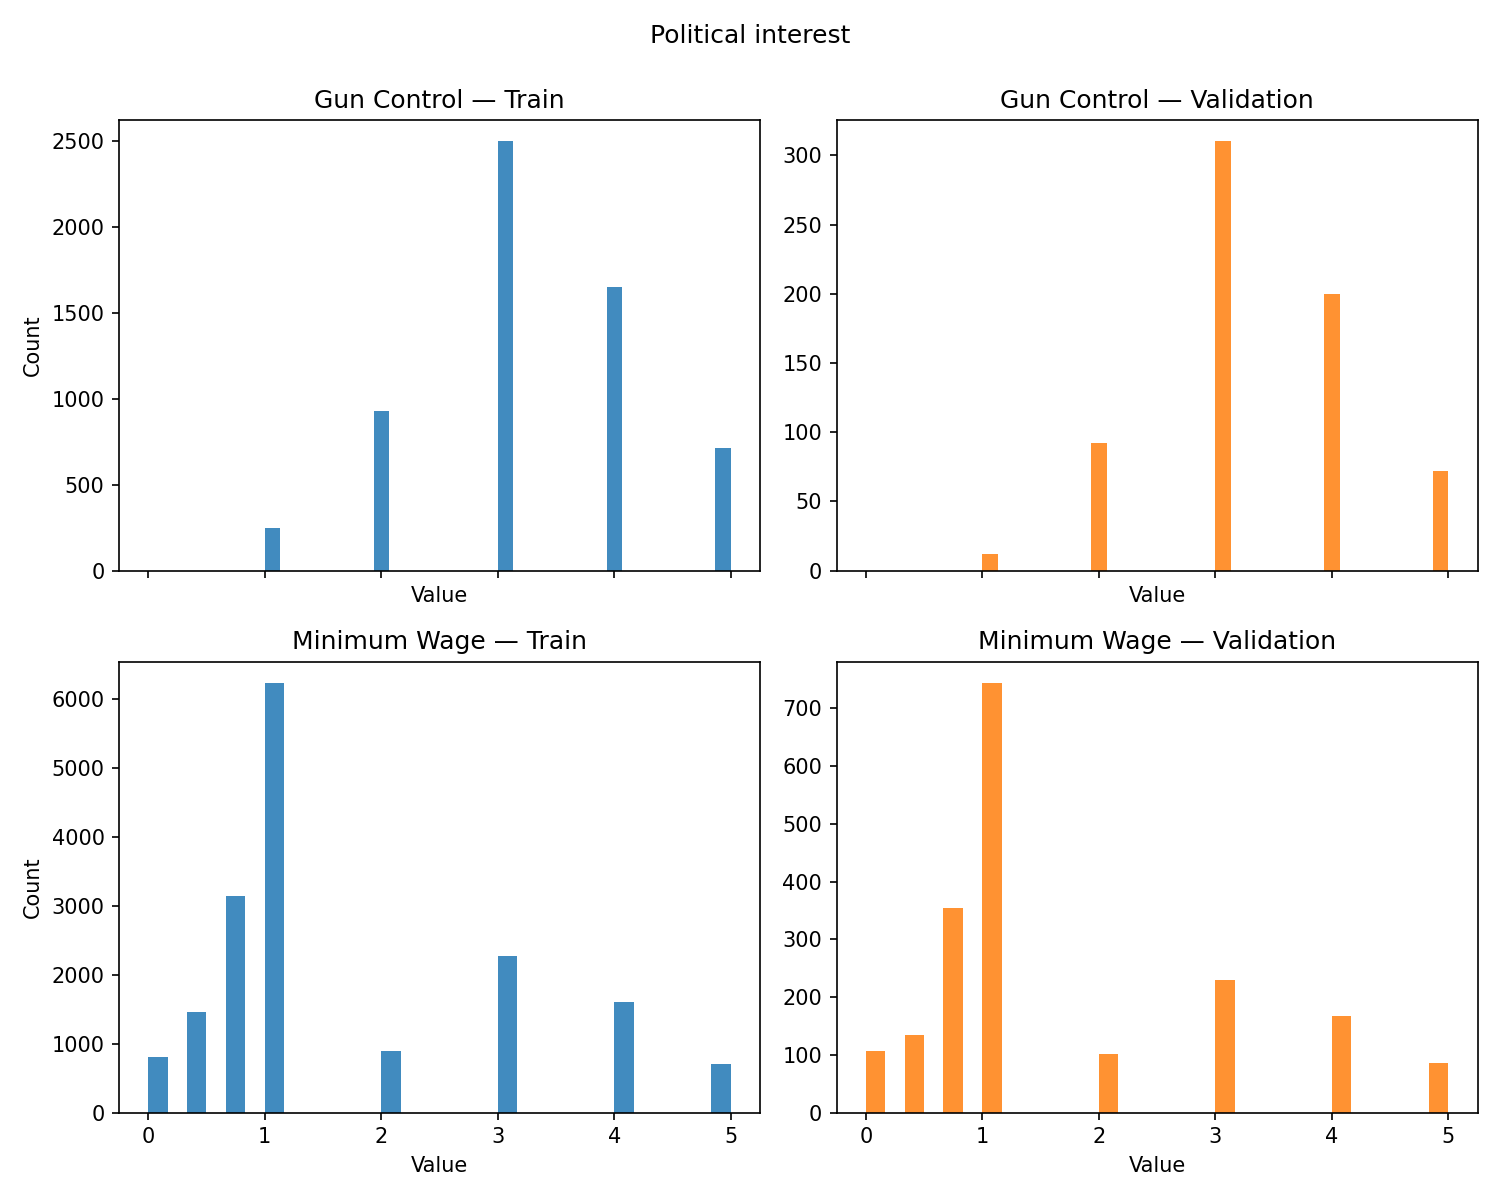 Political interest
Gun Control — Train
Gun Control — Validation
2500
2000
1500
1000
500
0
Count
Value
300
250
200
150
100
50
0
Value
Minimum Wage — Train
Minimum Wage — Validation
6000
5000
4000
3000
2000
1000
0
Count
0 1 2 3 4 5
Value
700
600
500
400
300
200
100
0
0 1 2 3 4 5
Value